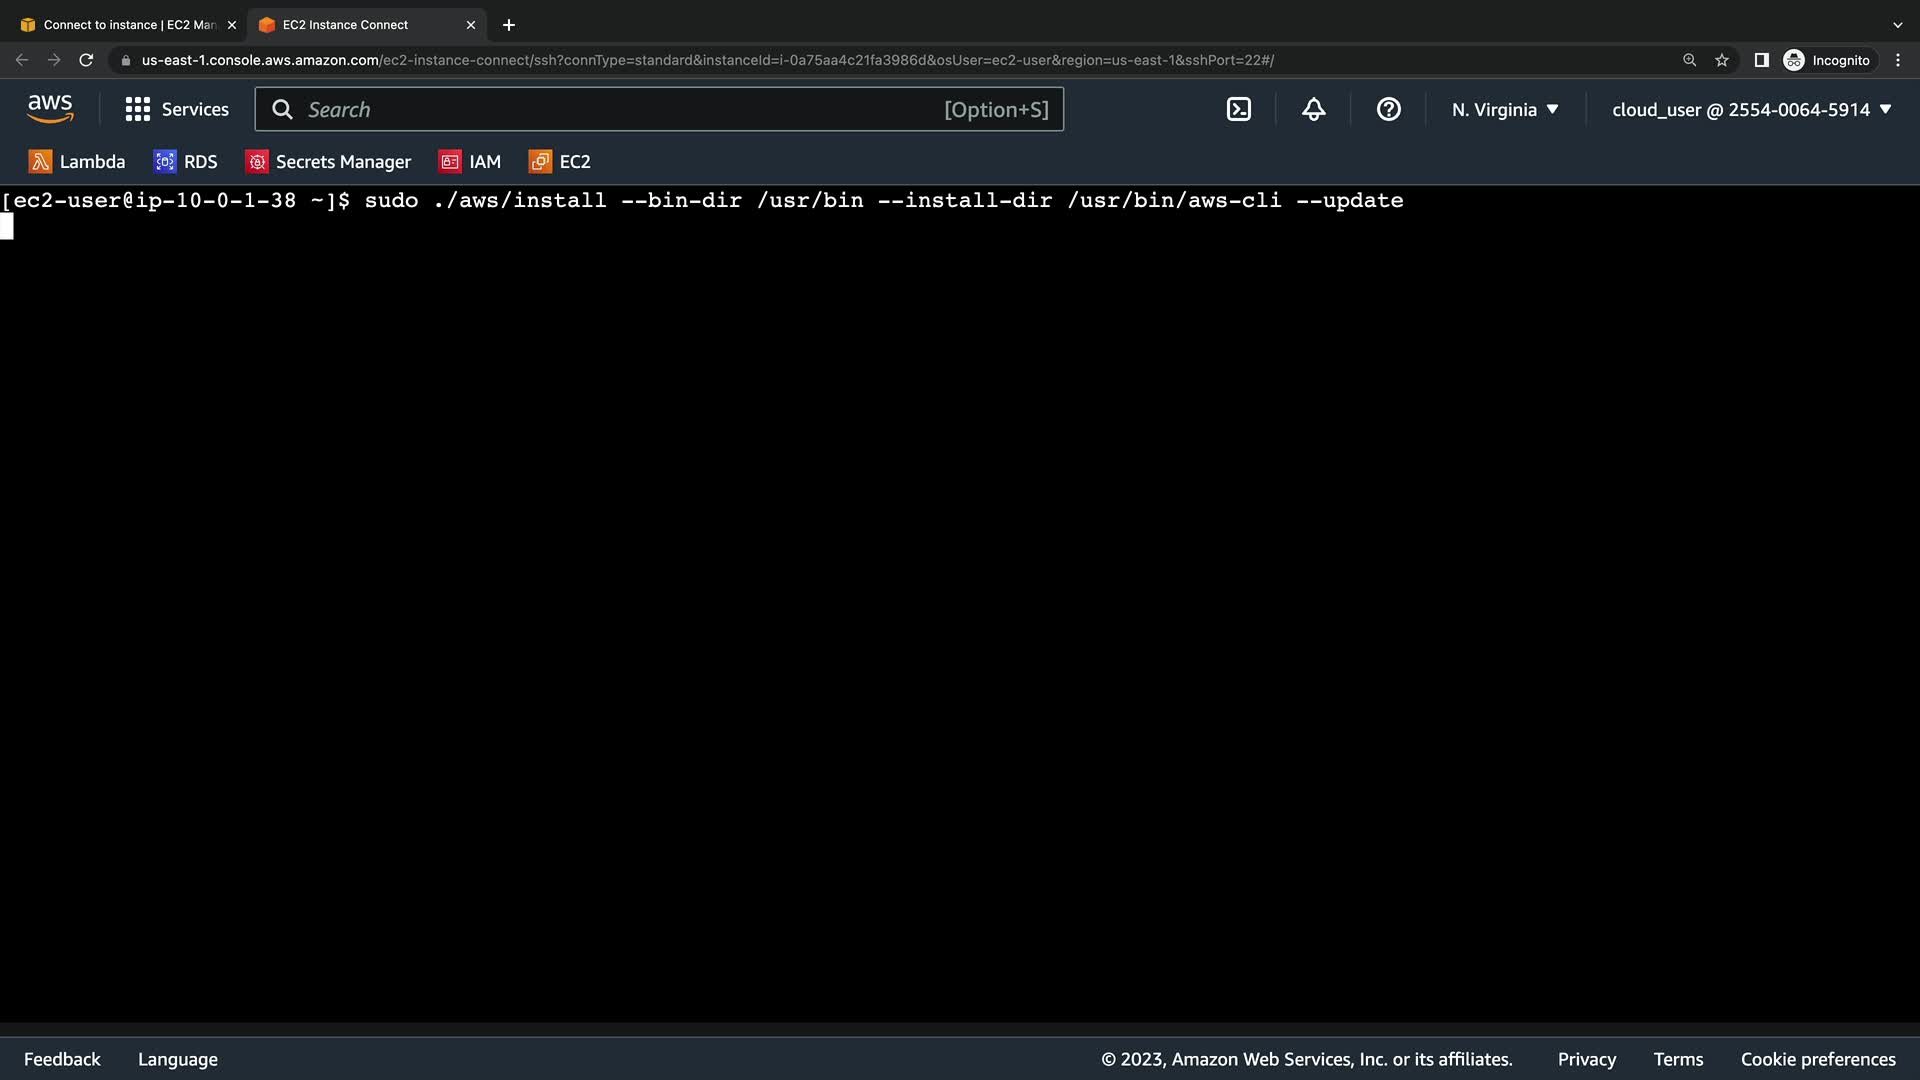 Connect to instance | EC2 Man
EC2 Instance Connect
us-east-1.console.aws.amazon.com/ec2-instance-connect/ssh?connType=standard&instanceId=i-0a75aa4c21fa3986d&osUser=ec2-user&region=us-east-1&sshPort=22#/
Incognito
aws
Services
Search
[Option+S]
N. Virginia
cloud_user @ 2554-0064-5914
Lambda
RDS
Secrets Manager
IAM
EC2
[ec2-user@ip-10-0-1-38 ~]$ sudo ./aws/install --bin-dir /usr/bin --install-dir /usr/bin/aws-cli --update
Feedback
Language
© 2023, Amazon Web Services, Inc. or its affiliates.
Privacy
Terms
Cookie preferences